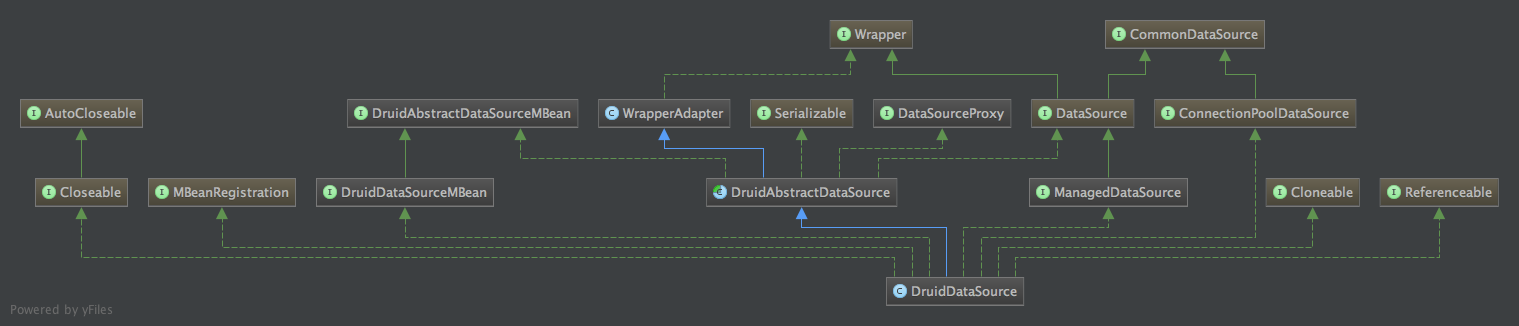 Wrapper
CommonDataSource
AutoCloseable
DruidAbstractDataSourceMBean
WrapperAdapter
Serializable
DataSourceProxy
DataSource
ConnectionPoolDataSource
Closeable
MBeanRegistration
DruidDataSourceMBean
DruidAbstractDataSource
ManagedDataSource
Cloneable
Referenceable
DruidDataSource
Powered by yFiles